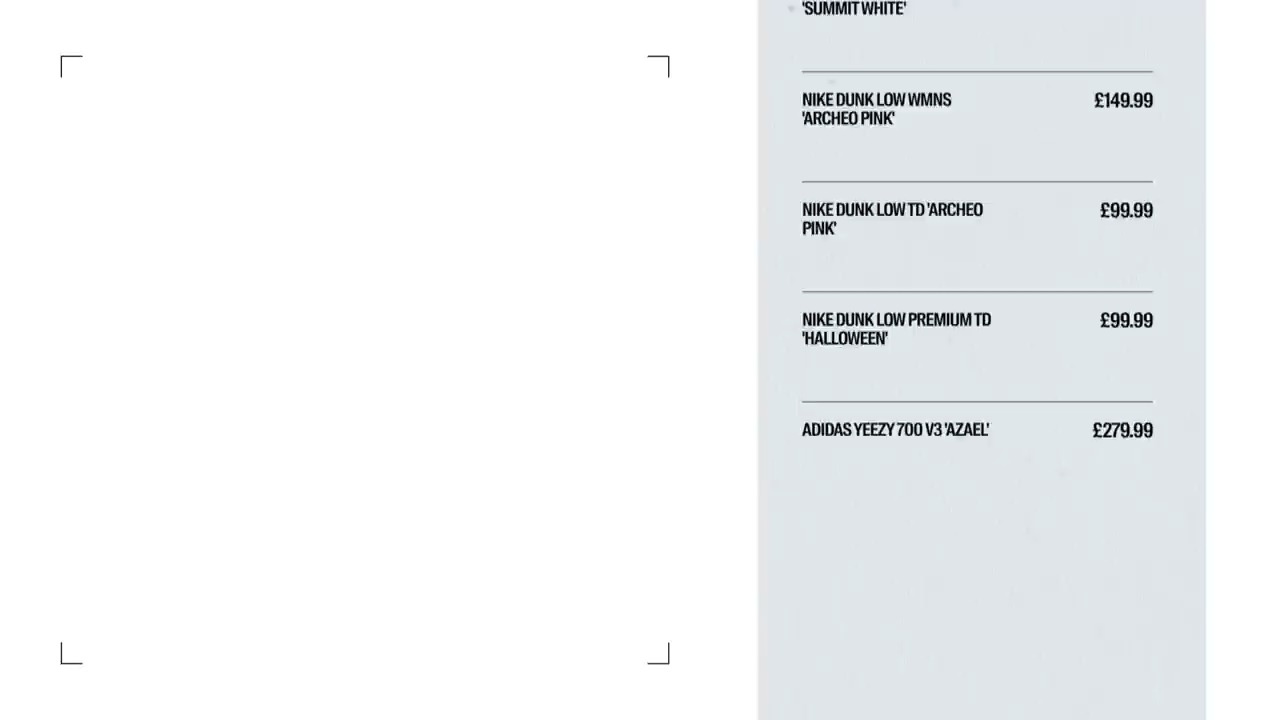 'SUMMIT WHITE'
NIKE DUNK LOW WMNS £149.99
'ARCHEO PINK'
NIKE DUNK LOW TD 'ARCHEO £99.99
PINK'
NIKE DUNK LOW PREMIUM TD £99.99
'HALLOWEEN'
ADIDAS YEEZY 700 V3 'AZAEL' £279.99